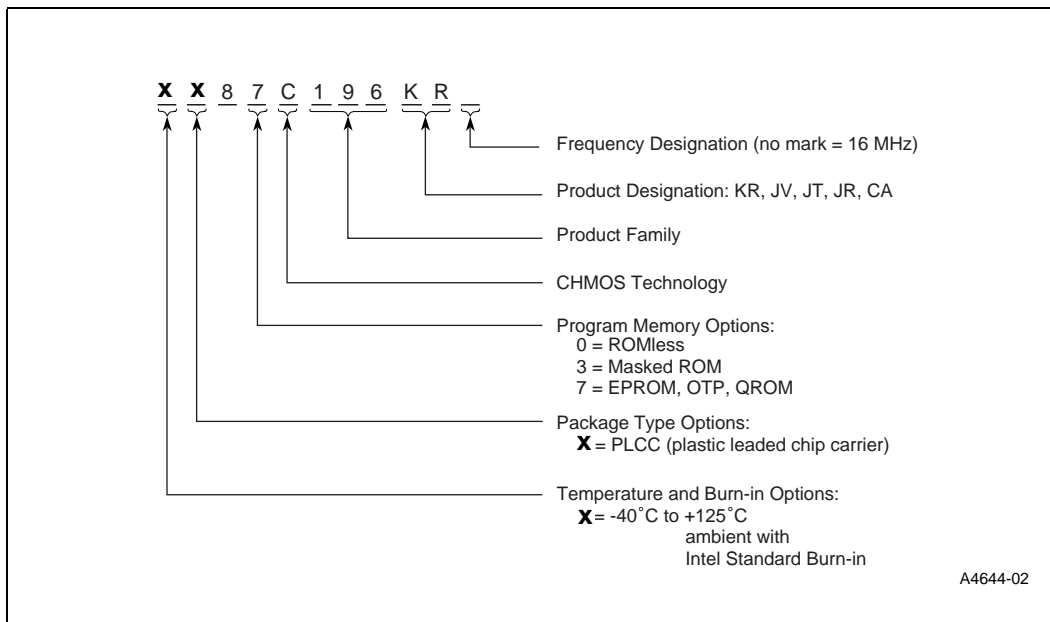 X X 8 7 C 1 9 6 K R _
Frequency Designation (no mark = 16 MHz)
Product Designation: KR, JV, JT, JR, CA
Product Family
CHMOS Technology
Program Memory Options:
0 = ROMless
3 = Masked ROM
7 = EPROM, OTP, QROM
Package Type Options:
X = PLCC (plastic leaded chip carrier)
Temperature and Burn-in Options:
X = -40˚C to +125˚C
ambient with
Intel Standard Burn-in
A4644-02